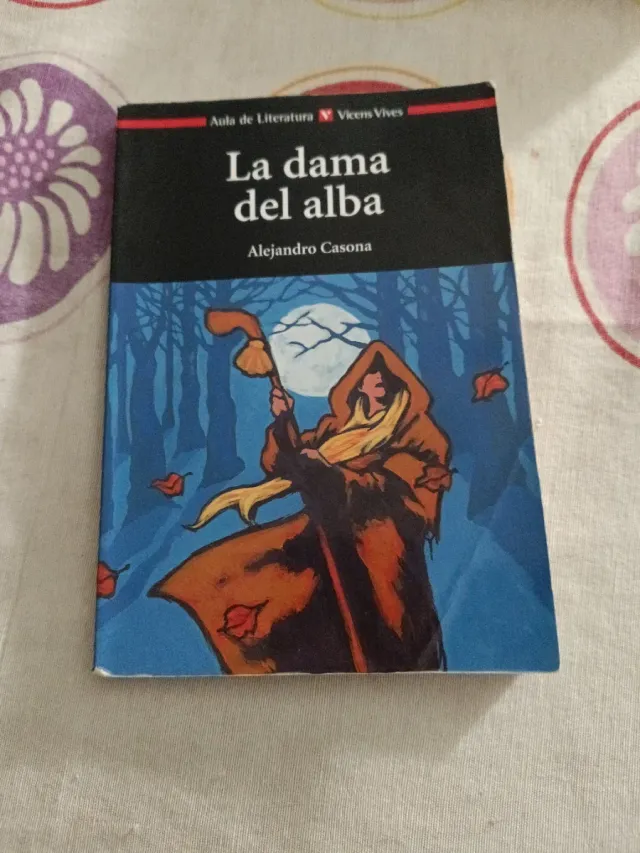 Aula de Literatura V Vicens Vives
La dama
del alba
Alejandro Casona